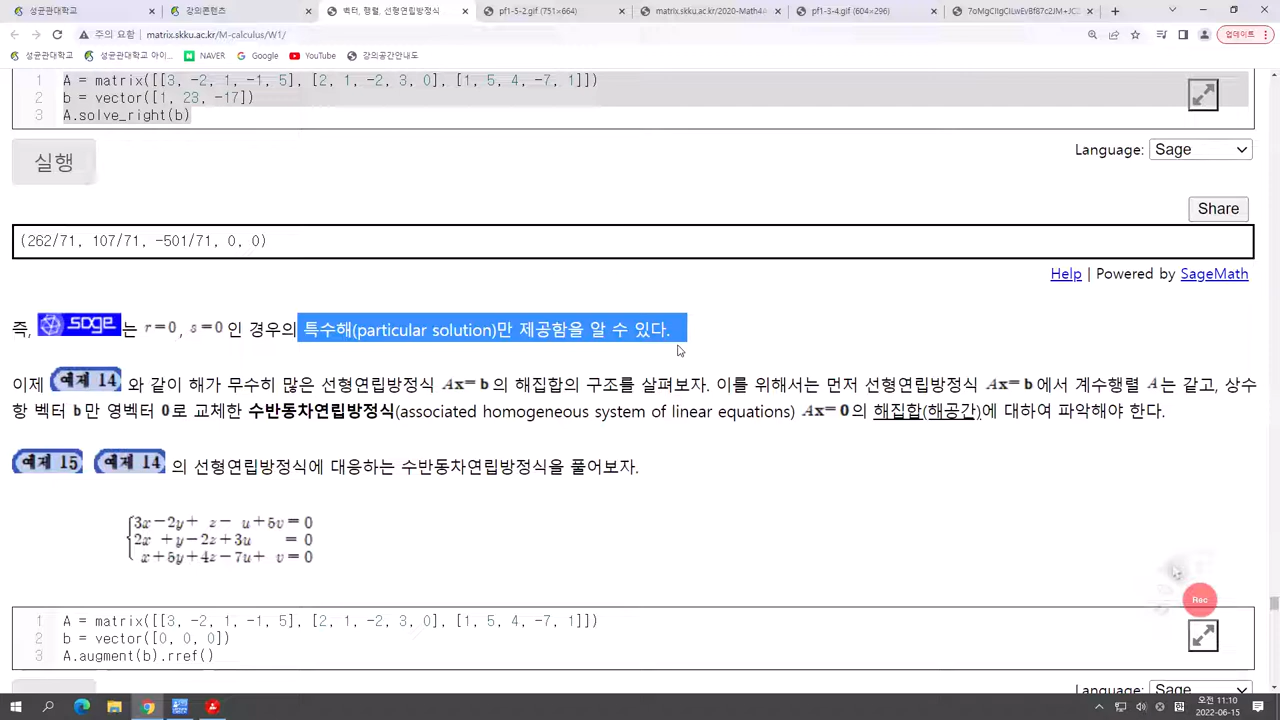 성균관대학교
강의콘텐츠
벡터, 행렬, 선형연립방정식
pf1-5-2.gif (751×664)
matrix.skku.ac.kr/2020-Math4
pf1-3-4.gif (604×296)
7oMgCIIgCILwEvBf87c2JM+JC2
주의 요함 | matrix.skku.ac.kr/M-calculus/W1/
업데이트
성균관대학교
성균관대학교 아이...
NAVER
Google
YouTube
강의공간안내도
1 A = matrix([[3, -2, 1, -1, 5], [2, 1, -2, 3, 0], [1, 5, 4, -7, 1]])
2 b = vector([1, 23, -17])
3 A.solve_right(b)
실행
Language: Sage
Share
(262/71, 107/71, -501/71, 0, 0)
Help | Powered by SageMath
즉, sage 는 r=0, s=0 인 경우의 특수해(particular solution)만 제공함을 알 수 있다.
이제 예제 14 와 같이 해가 무수히 많은 선형연립방정식 Ax=b 의 해집합의 구조를 살펴보자. 이를 위해서는 먼저 선형연립방정식 Ax=b 에서 계수행렬 A 는 같고, 상수
항 벡터 b 만 영벡터 0 로 교체한 수반동차연립방정식(associated homogeneous system of linear equations) Ax=0 의 해집합(해공간)에 대하여 파악해야 한다.
예제 15 예제 14 의 선형연립방정식에 대응하는 수반동차연립방정식을 풀어보자.
3x-2y+ z- u+5v=0
2x +y-2z+3u =0
x+5y+4z-7u+ v=0
1 A = matrix([[3, -2, 1, -1, 5], [2, 1, -2, 3, 0], [1, 5, 4, -7, 1]])
2 b = vector([0, 0, 0])
3 A.augment(b).rref()
Rec
Language: Sage
오전 11:10
2022-06-15